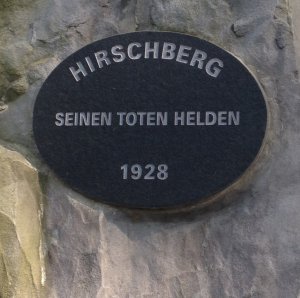 HIRSCHBERG
SEINEN TOTEN HELDEN
1928